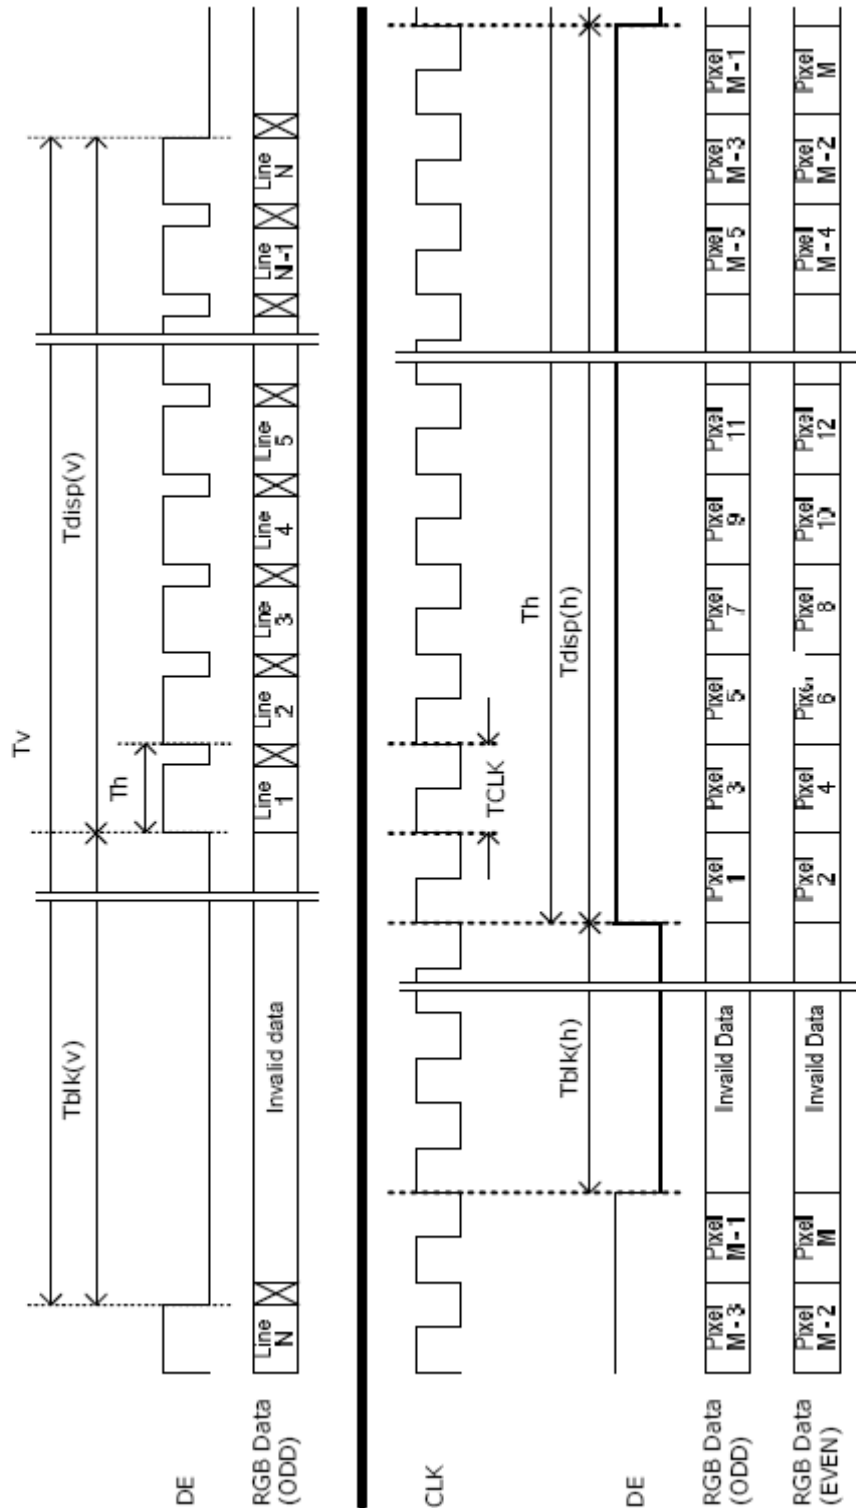 Tv
Tblk(v)
Tdisp(v)
Th
DE
RGB Data
(ODD)
Line
N
Invalid data
Line
1
Line
2
Line
3
Line
4
Line
5
Line
N-1
Line
N
CLK
TCLK
Th
Tblk(h)
Tdisp(h)
DE
RGB Data
(ODD)
Pixel
M-3
Pixel
M-1
Invaild Data
Pixel
1
Pixel
3
Pixel
5
Pixel
7
Pixel
9
Pixel
11
Pixel
M-5
Pixel
M-3
Pixel
M-1
RGB Data
(EVEN)
Pixel
M-2
Pixel
M
Invaild Data
Pixel
2
Pixel
4
Pixel
6
Pixel
8
Pixel
10
Pixel
12
Pixel
M-4
Pixel
M-2
Pixel
M